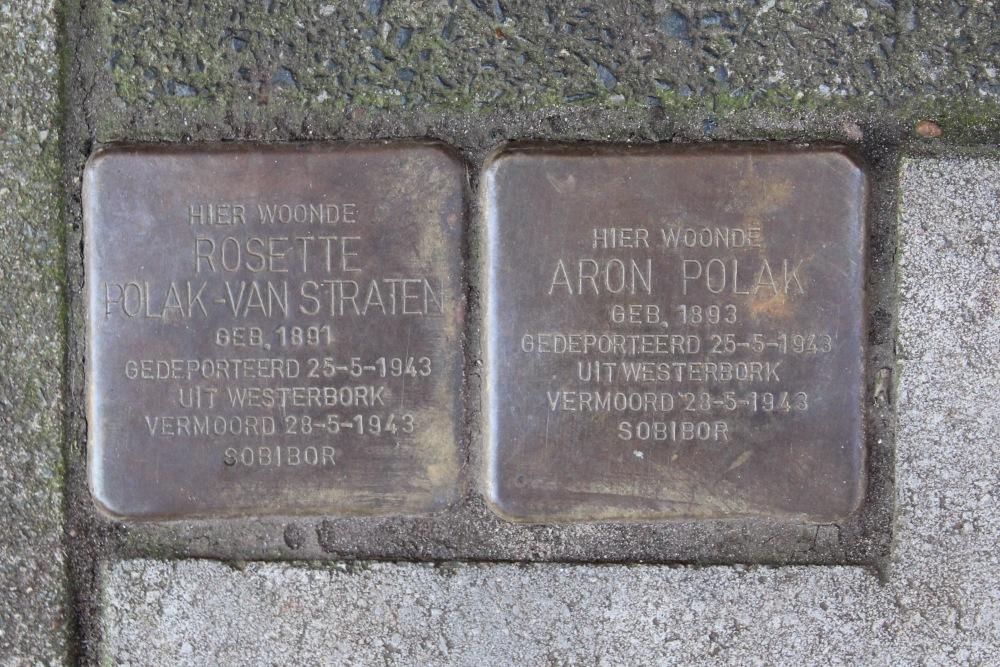 HIER WOONDE
ROSETTE
POLAK-VAN STRATEN
GEB. 1891
GEDEPORTEERD 25-5-1943
UIT WESTERBORK
VERMOORD 28-5-1943
SOBIBOR
HIER WOONDE
ARON POLAK
GEB. 1893
GEDEPORTEERD 25-5-1943
UIT WESTERBORK
VERMOORD 28-5-1943
SOBIBOR